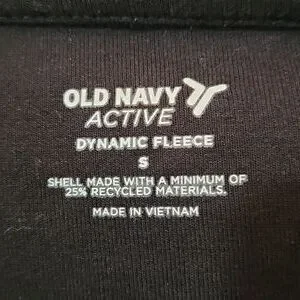 OLD NAVY
ACTIVE
DYNAMIC FLEECE
S
SHELL MADE WITH A MINIMUM OF
25% RECYCLED MATERIALS.
MADE IN VIETNAM